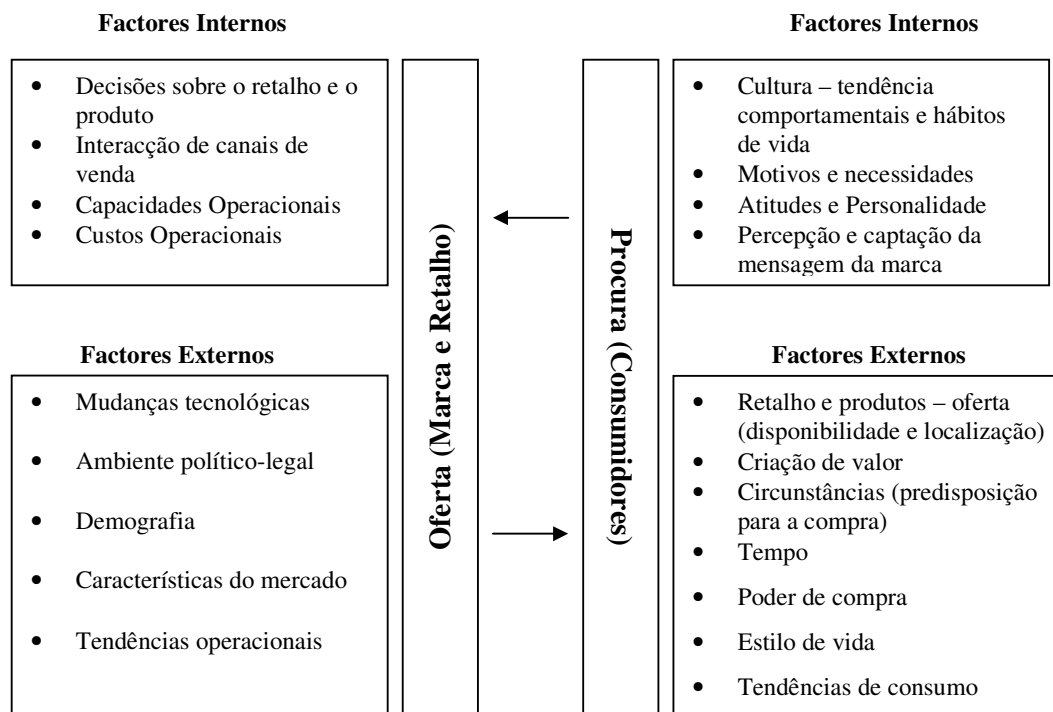 Factores Internos
• Decisões sobre o retalho e o
produto
• Interacção de canais de
venda
• Capacidades Operacionais
• Custos Operacionais
Factores Externos
• Mudanças tecnológicas
• Ambiente político-legal
• Demografia
• Características do mercado
• Tendências operacionais
Oferta (Marca e Retalho)
Procura (Consumidores)
Factores Internos
• Cultura – tendência
comportamentais e hábitos
de vida
• Motivos e necessidades
• Atitudes e Personalidade
• Percepção e captação da
mensagem da marca
Factores Externos
• Retalho e produtos – oferta
(disponibilidade e localização)
• Criação de valor
• Circunstâncias (predisposição
para a compra)
• Tempo
• Poder de compra
• Estilo de vida
• Tendências de consumo